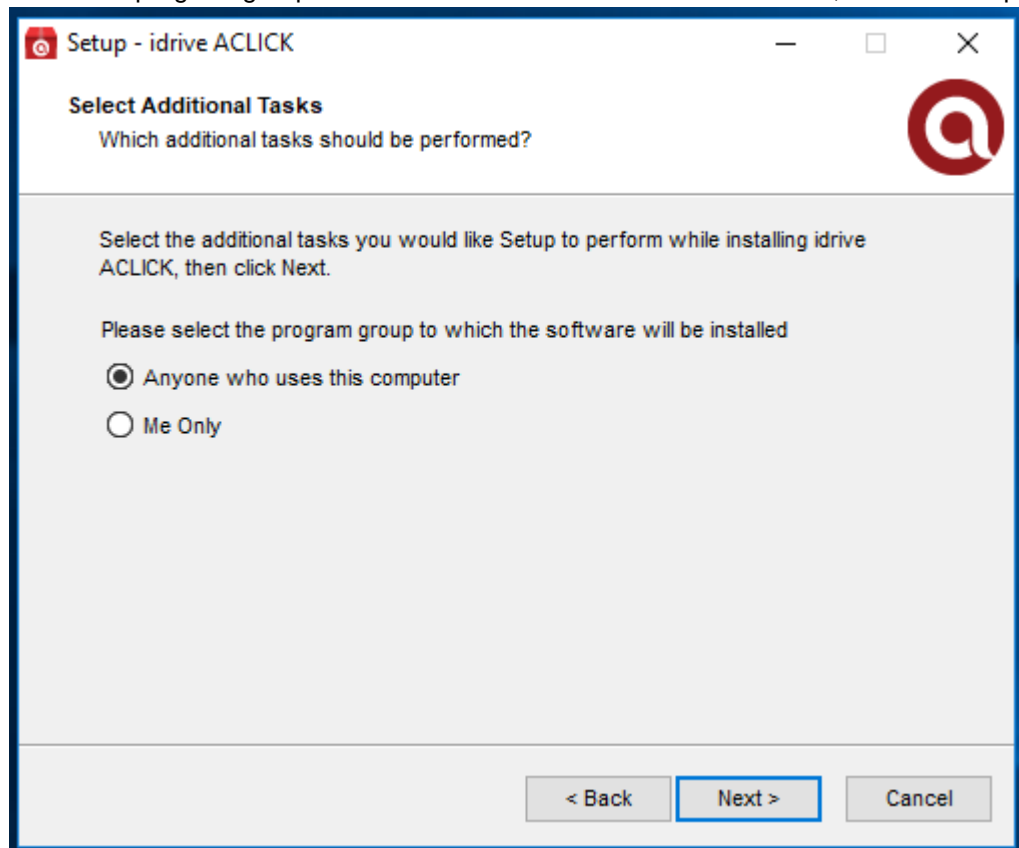 Setup - idrive ACLICK
Select Additional Tasks
Which additional tasks should be performed?
Select the additional tasks you would like Setup to perform while installing idrive
ACLICK, then click Next.
Please select the program group to which the software will be installed
Anyone who uses this computer
Me Only
< Back
Next >
Cancel